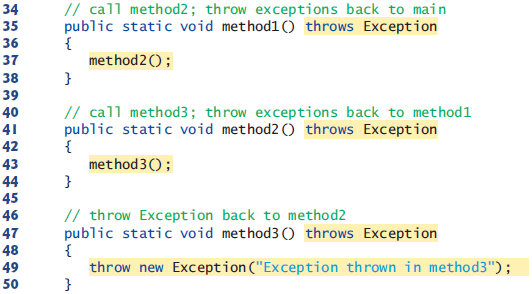 34 // call method2; throw exceptions back to main
35 public static void method1() throws Exception
36 {
37 method2();
38 }
39
40 // call method3; throw exceptions back to method1
41 public static void method2() throws Exception
42 {
43 method3();
44 }
45
46 // throw Exception back to method2
47 public static void method3() throws Exception
48 {
49 throw new Exception("Exception thrown in method3");
50 }